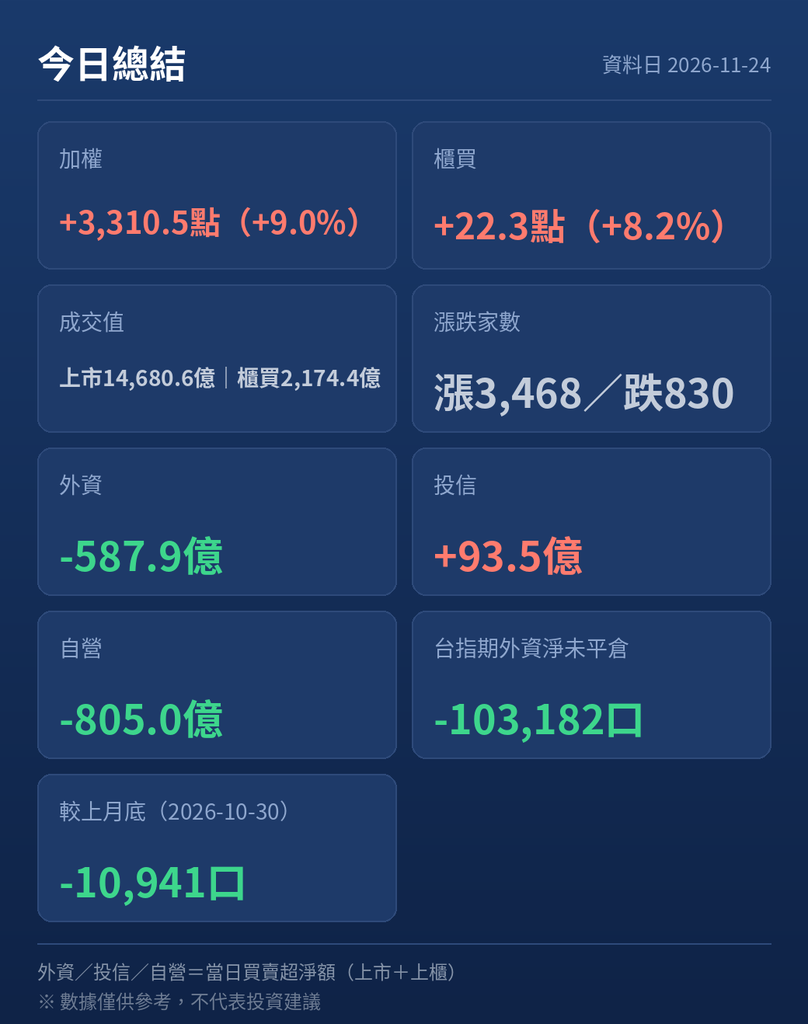 今日總結
資料日 2026-11-24
加權
+3,310.5點（+9.0%）
櫃買
+22.3點（+8.2%）
成交值
上市14,680.6億｜櫃買2,174.4億
漲跌家數
漲3,468／跌830
外資
-587.9億
投信
+93.5億
自營
-805.0億
台指期外資淨未平倉
-103,182口
較上月底（2026-10-30）
-10,941口
外資／投信／自營＝當日買賣超淨額（上市＋上櫃）
※ 數據僅供參考，不代表投資建議